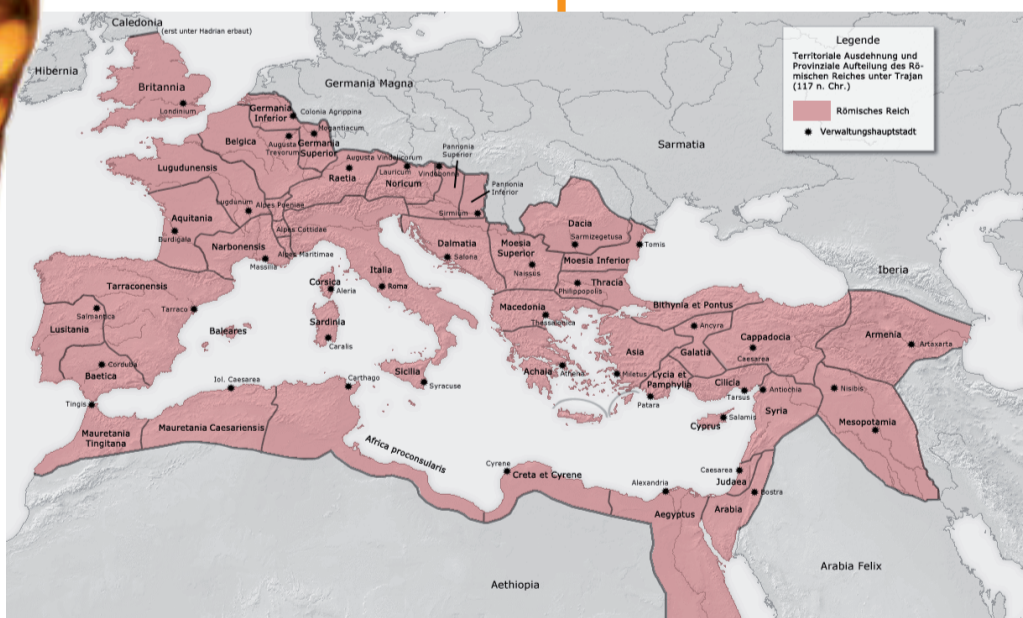 Caledonia
(erst unter Hadrian erbaut)
Hibernia
Britannia
Londinium
Germania Magna
Sarmatia
Legende
Territoriale Ausdehnung und
Provinziale Aufteilung des Rö-
mischen Reiches unter Trajan
(117 n. Chr.)
Römisches Reich
Verwaltungshauptstadt
Germania
Inferior
Colonia Agrippina
Mogantiacum
Belgica
Augusta
Trevorum
Germania
Superior
Lugudunensis
Augusta Vindelicorum
Raetia
Lauricum
Noricum
Vindobonna
Pannonia
Superior
Pannonia
Inferior
Sirmium
Lugdunum
Alpes Poeniae
Alpes Cottidae
Alpes Maritimae
Aquitania
Burdigala
Narbonensis
Massilia
Dacia
Sarmizegetusa
Tomis
Dalmatia
Salona
Moesia
Superior
Naissus
Moesia Inferior
Thracia
Philippopolis
Iberia
Tarraconensis
Tarraco
Salmantica
Lusitania
Corduba
Baetica
Baleares
Corsica
Aleria
Italia
Roma
Sardinia
Caralis
Sicilia
Syracuse
Macedonia
Thessalonica
Achaia
Athena
Bithynia et Pontus
Ancyra
Galatia
Cappadocia
Caesarea
Armenia
Artaxarta
Asia
Miletus
Lycia et
Pamphylia
Patara
Cilicia
Tarsus
Antiochia
Syria
Salamis
Cyprus
Nisibis
Mesopotamia
Tingis
Iol. Caesarea
Carthago
Mauretania
Tingitana
Mauretania Caesariensis
Africa proconsularis
Cyrene
Creta et Cyrene
Alexandria
Aegyptus
Caesarea
Judaea
Bostra
Arabia
Aethiopia
Arabia Felix